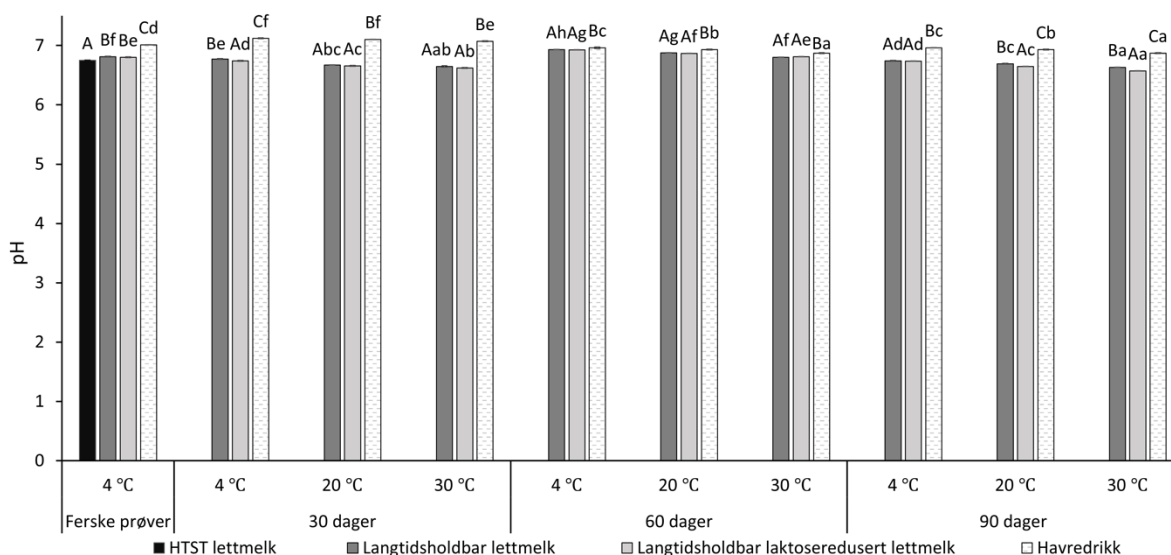 Cd
Cf
Bf
Be
A
Bf
Be
Be
Ad
Abc
Ac
Aab
Ab
Ah
Ag
Bc
Ag
Af
Bb
Af
Ae
Ba
Ad
Ad
Bc
Bc
Ac
Cb
Ba
Aa
Ca
7
6
5
4
3
2
1
0
pH
4 °C 4 °C 20 °C 30 °C 4 °C 20 °C 30 °C 4 °C 20 °C 30 °C
Ferske prøver 30 dager 60 dager 90 dager
HTST lettmelk Langtidsholdbar lettmelk Langtidsholdbar laktoseredusert lettmelk Havredrikk